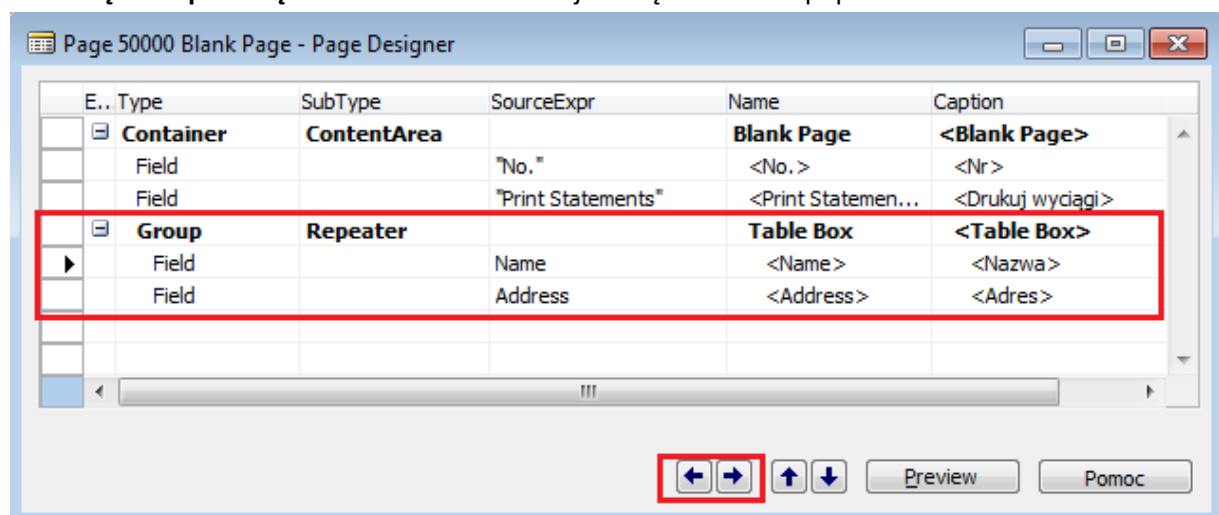 Page 50000 Blank Page - Page Designer
E.. Type SubType SourceExpr Name Caption
Container ContentArea Blank Page <Blank Page>
Field "No." <No.> <Nr>
Field "Print Statements" <Print Statemen... <Drukuj wyciągi>
Group Repeater Table Box <Table Box>
Field Name <Name> <Nazwa>
Field Address <Address> <Adres>
Preview Pomoc